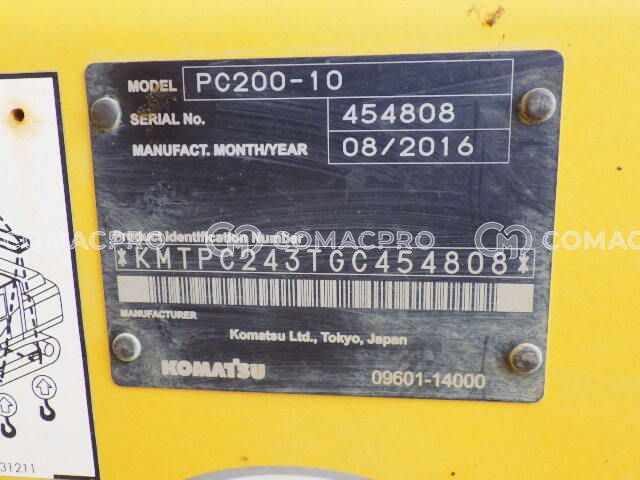 MODEL PC200-10
SERIAL No. 454808
MANUFACT. MONTH/YEAR 08/2016
Product Identification Number
*KMTPC243TGC454808*
MANUFACTURER
Komatsu Ltd., Tokyo, Japan
KOMATSU
09601-14000
31211
COMACPRO
COMACPRO
COMACPRO